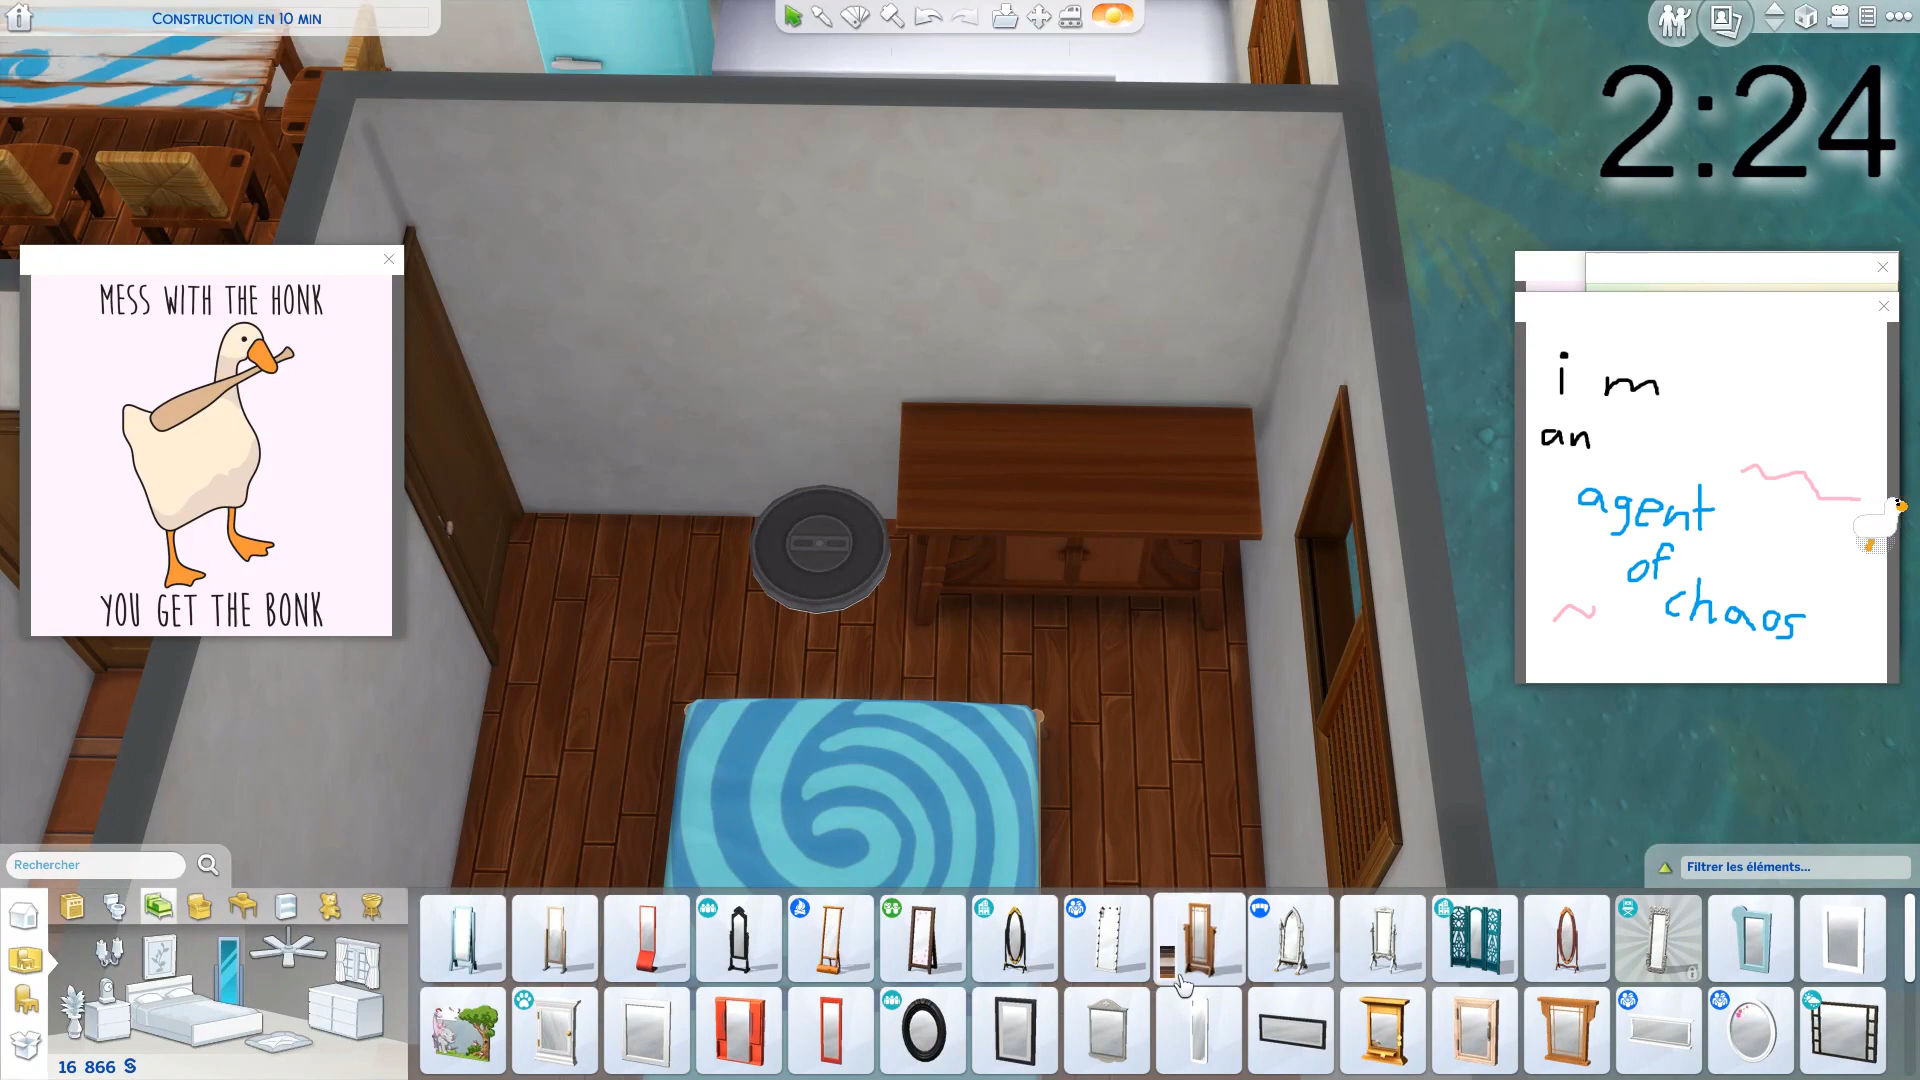 CONSTRUCTION EN 10 MIN
2:24
MESS WITH THE HONK
YOU GET THE BONK
i m
an
agent
of
chaos
Rechercher
Filtrer les éléments...
16 866 §